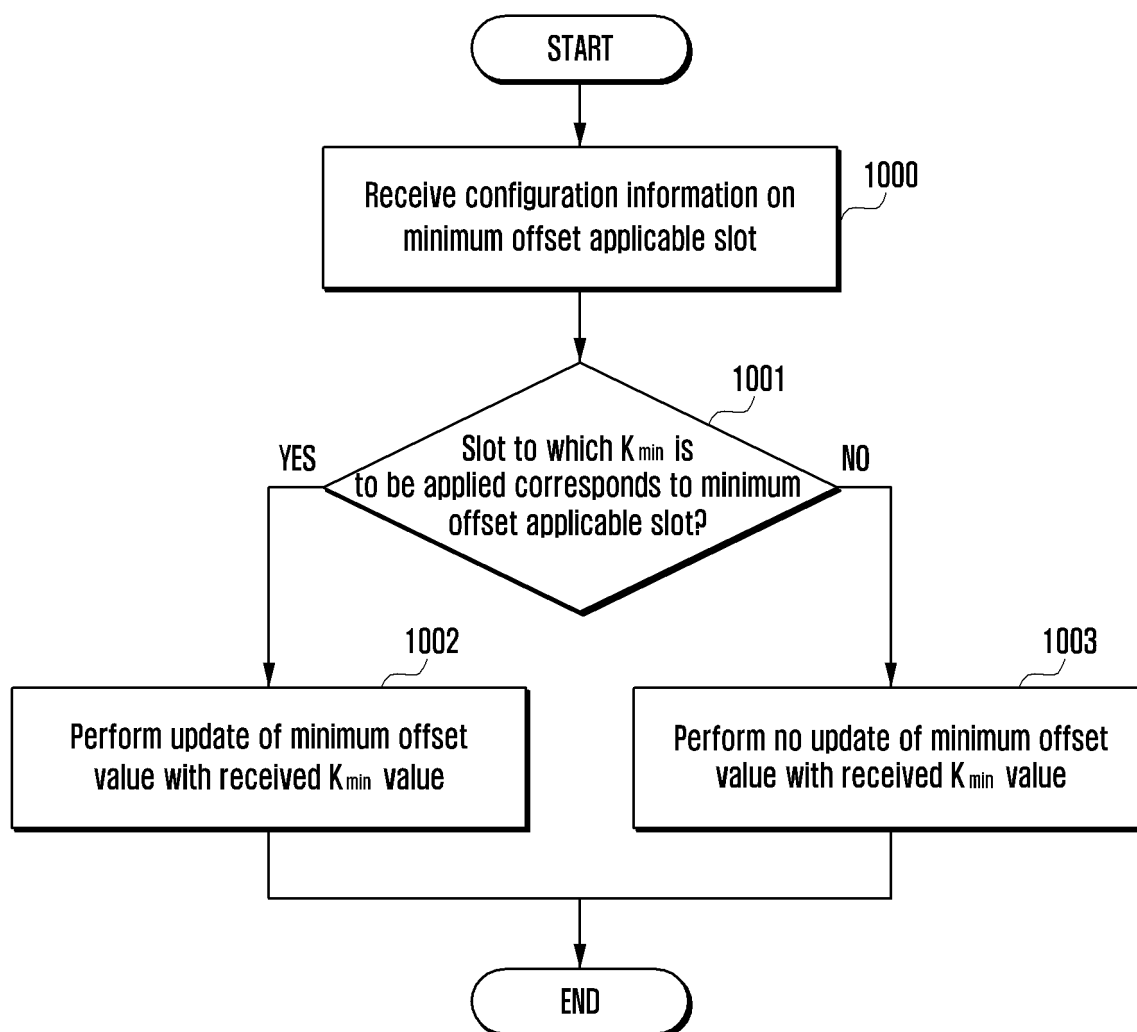 START
Receive configuration information on
minimum offset applicable slot
1000
1001
Slot to which Kmin is
to be applied corresponds to minimum
offset applicable slot?
YES
NO
1002
Perform update of minimum offset
value with received Kmin value
1003
Perform no update of minimum offset
value with received Kmin value
END